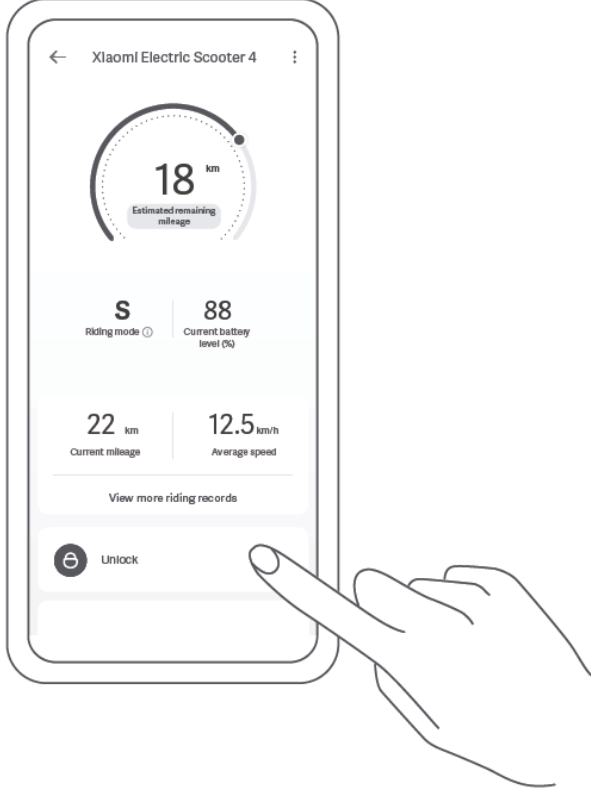 Xiaomi Electric Scooter 4
18 km
Estimated remaining
mileage
S
88
Riding mode
Current battery
level (%)
22 km
12.5 km/h
Current mileage
Average speed
View more riding records
Unlock